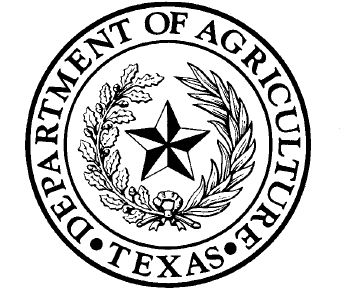 DEPARTMENT OF AGRICULTURE
• TEXAS •